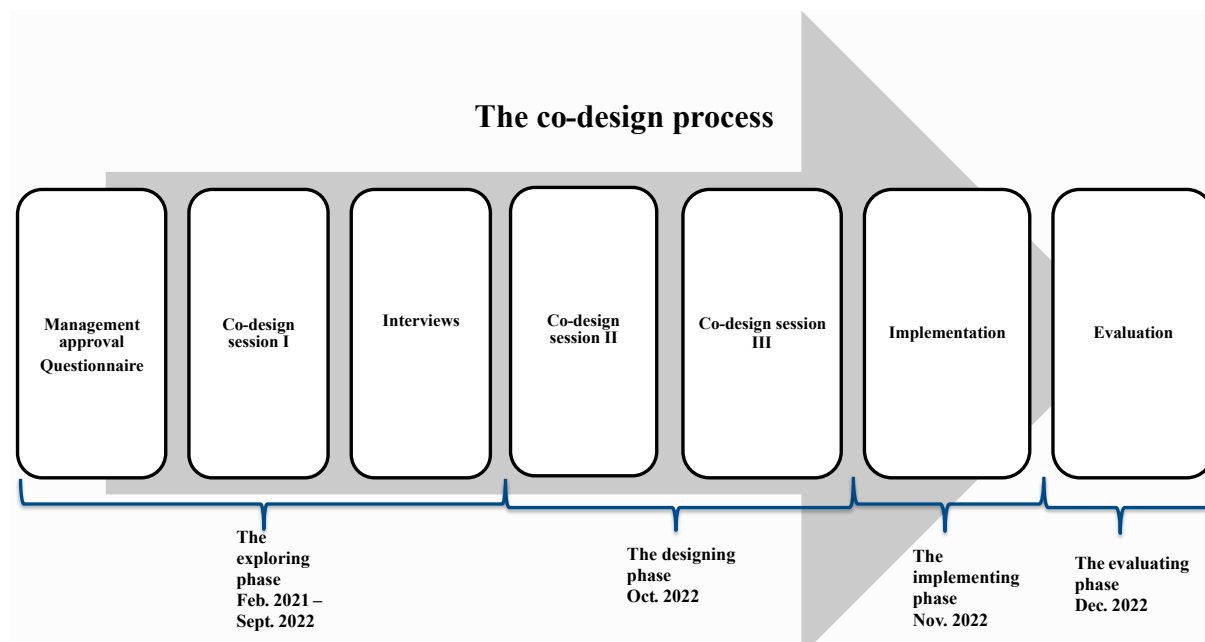 The co-design process
Management
approval
Questionnaire
Co-design
session I
Interviews
Co-design
session II
Co-design session
III
Implementation
Evaluation
The
exploring
phase
Feb. 2021 –
Sept. 2022
The designing
phase
Oct. 2022
The
implementing
phase
Nov. 2022
The evaluating
phase
Dec. 2022